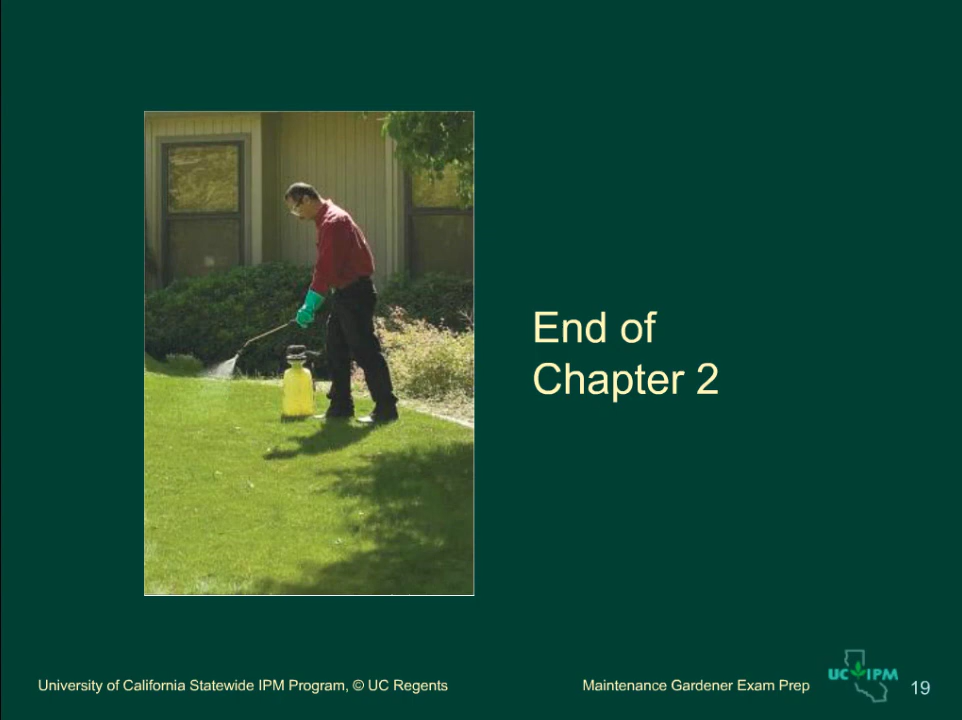 End of
Chapter 2
University of California Statewide IPM Program, © UC Regents
Maintenance Gardener Exam Prep
UC IPM
19